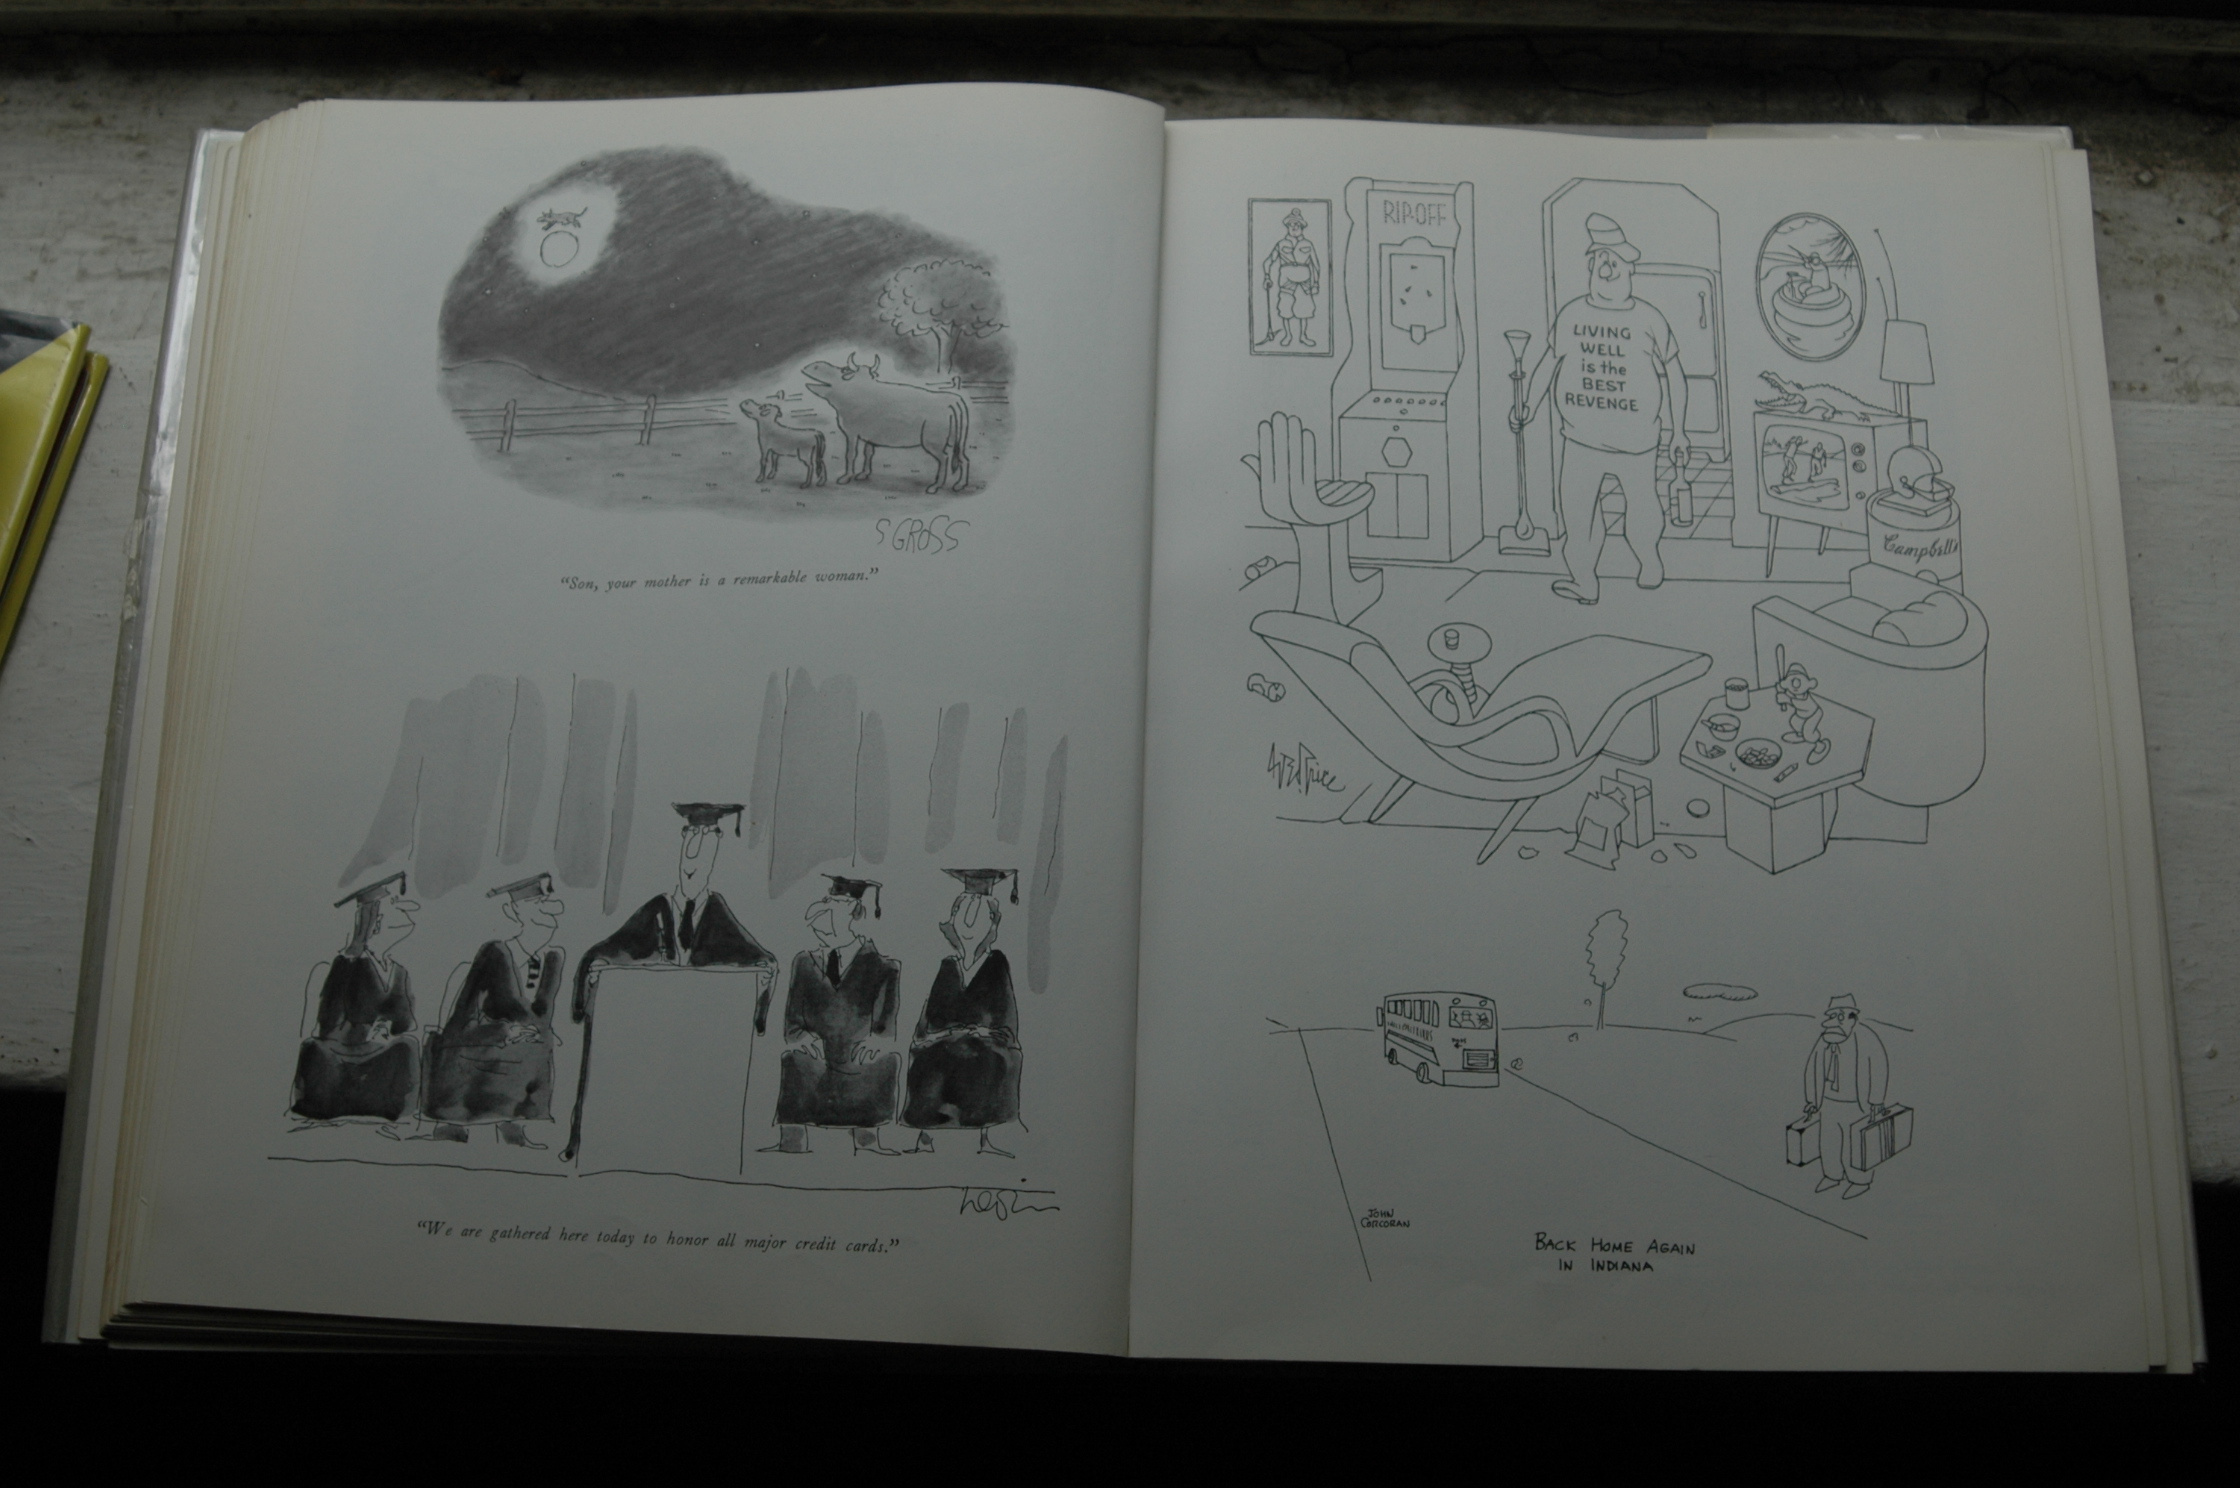 S GROSS
"Son, your mother is a remarkable woman."
"We are gathered here today to honor all major credit cards."
RIP-OFF
LIVING
WELL
is the
BEST
REVENGE
Campbell's
JOHN
CORCORAN
BACK HOME AGAIN
IN INDIANA